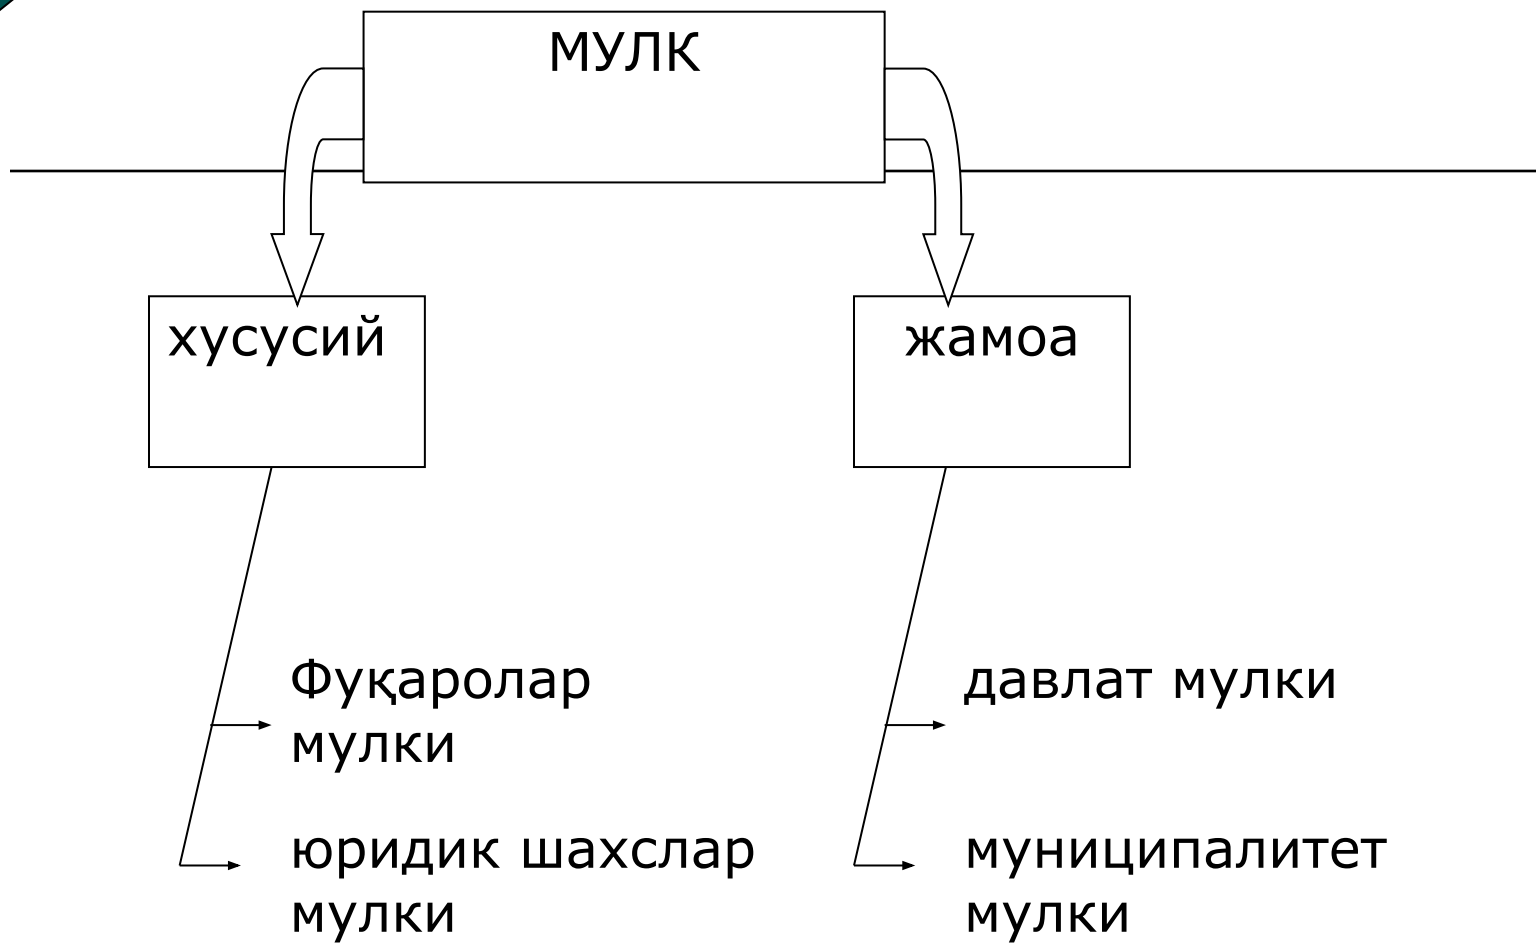 МУЛК
хусусий
жамоа
Фуқаролар
мулки
юридик шахслар
мулки
давлат мулки
муниципалитет
мулки